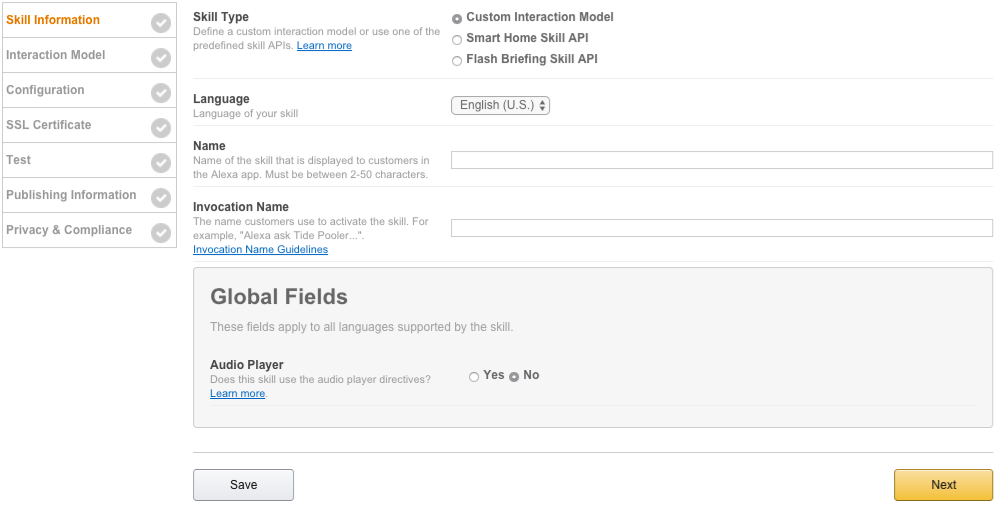 Skill Information
Interaction Model
Configuration
SSL Certificate
Test
Publishing Information
Privacy & Compliance
Skill Type
Define a custom interaction model or use one of the
predefined skill APIs. Learn more
Custom Interaction Model
Smart Home Skill API
Flash Briefing Skill API
Language
Language of your skill
English (U.S.)
Name
Name of the skill that is displayed to customers in
the Alexa app. Must be between 2-50 characters.
Invocation Name
The name customers use to activate the skill. For
example, "Alexa ask Tide Pooler...".
Invocation Name Guidelines
Global Fields
These fields apply to all languages supported by the skill.
Audio Player
Does this skill use the audio player directives?
Learn more.
Yes No
Save
Next